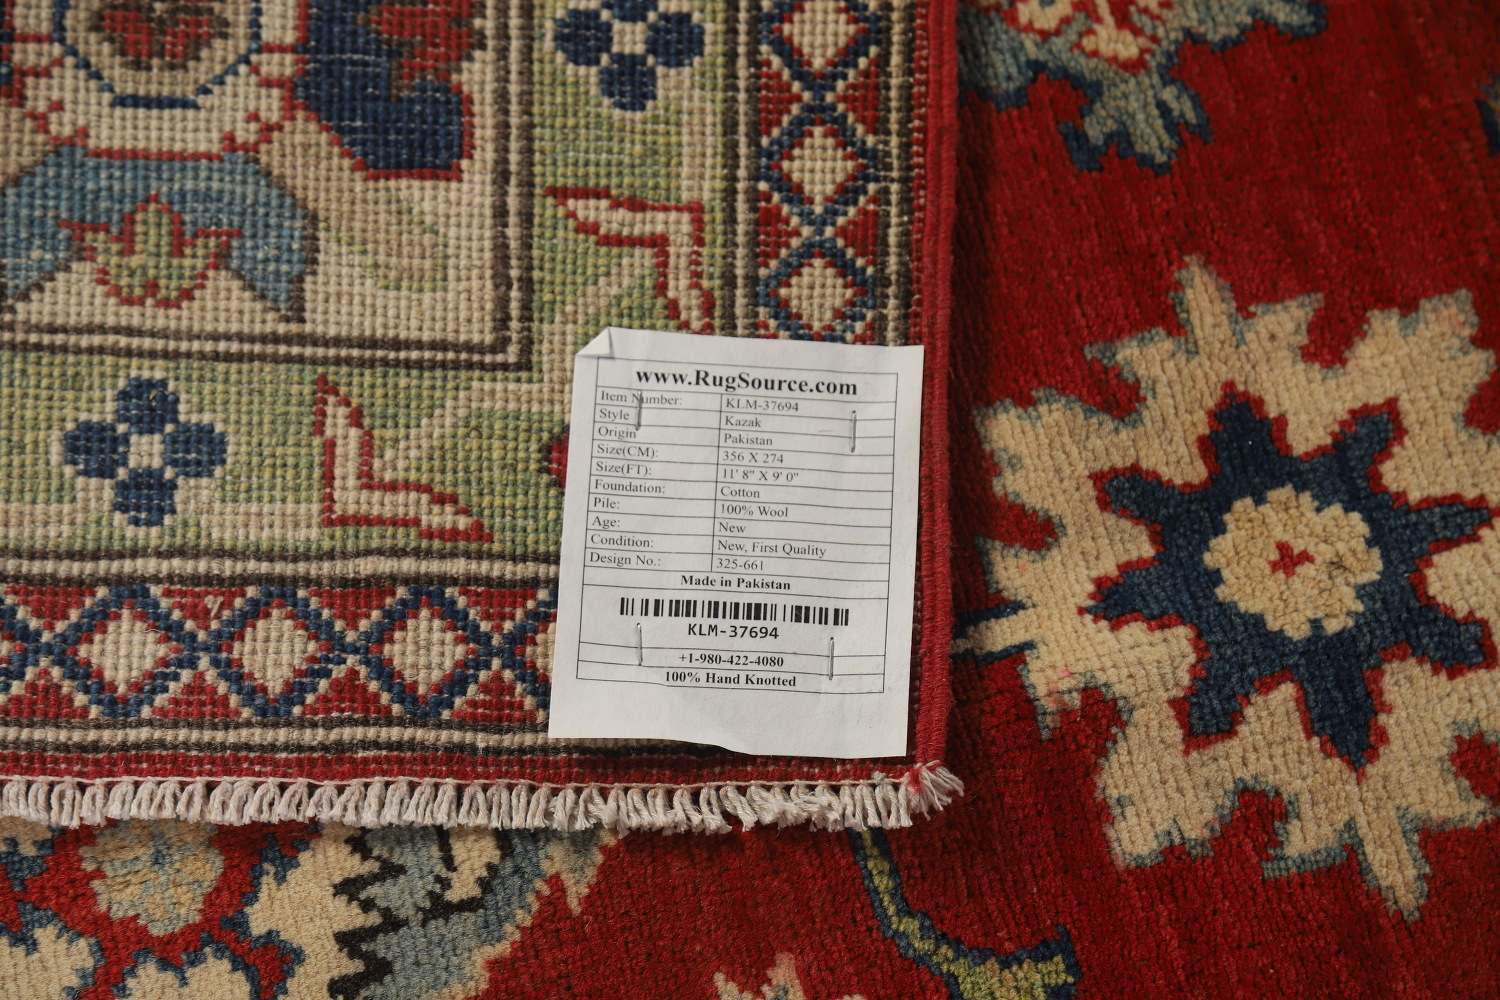 www.RugSource.com
Item Number: KLM-37694
Style Kazak
Origin Pakistan
Size(CM): 356 X 274
Size(FT): 11' 8" X 9' 0"
Foundation: Cotton
Pile: 100% Wool
Age: New
Condition: New, First Quality
Design No.: 325-661
Made in Pakistan
KLM-37694
+1-980-422-4080
100% Hand Knotted